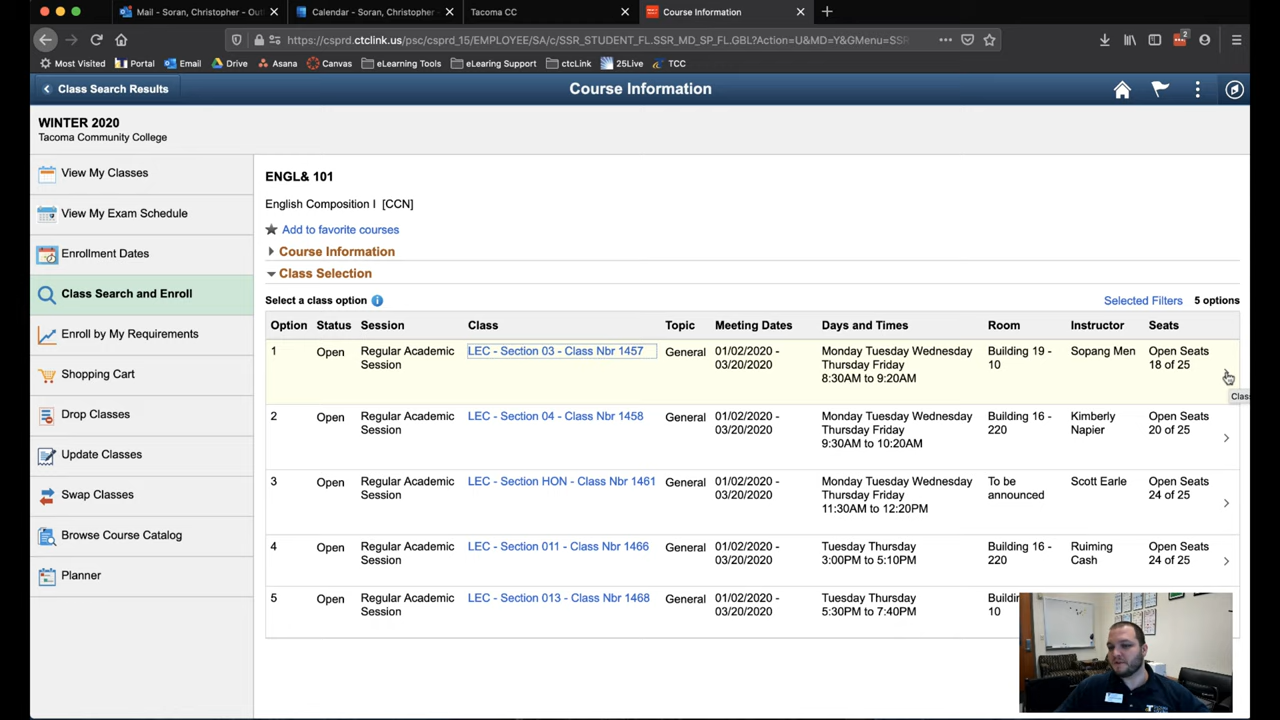 Mail - Soran, Christopher - Out
Calendar - Soran, Christopher -
Tacoma CC
Course Information
https://csprd.ctclink.us/psc/csprd_15/EMPLOYEE/SA/c/SSR_STUDENT_FL.SSR_MD_SP_FL.GBL?Action=U&MD=Y&GMenu=SSR
2
Most Visited
Portal
Email
Drive
Asana
Canvas
eLearning Tools
eLearning Support
ctcLink
25Live
TCC
Class Search Results
Course Information
WINTER 2020
Tacoma Community College
View My Classes
View My Exam Schedule
Enrollment Dates
Class Search and Enroll
Enroll by My Requirements
Shopping Cart
Drop Classes
Update Classes
Swap Classes
Browse Course Catalog
Planner
ENGL& 101
English Composition I [CCN]
Add to favorite courses
Course Information
Class Selection
Select a class option
Selected Filters 5 options
Option Status Session Class Topic Meeting Dates Days and Times Room Instructor Seats
1 Open Regular Academic LEC - Section 03 - Class Nbr 1457 General 01/02/2020 - Monday Tuesday Wednesday Building 19 - Sopang Men Open Seats
Session 03/20/2020 Thursday Friday 10 18 of 25
8:30AM to 9:20AM
Clas
2 Open Regular Academic LEC - Section 04 - Class Nbr 1458 General 01/02/2020 - Monday Tuesday Wednesday Building 16 - Kimberly Open Seats
Session 03/20/2020 Thursday Friday 220 Napier 20 of 25
9:30AM to 10:20AM
3 Open Regular Academic LEC - Section HON - Class Nbr 1461 General 01/02/2020 - Monday Tuesday Wednesday To be Scott Earle Open Seats
Session 03/20/2020 Thursday Friday announced 24 of 25
11:30AM to 12:20PM
4 Open Regular Academic LEC - Section 011 - Class Nbr 1466 General 01/02/2020 - Tuesday Thursday Building 16 - Ruiming Open Seats
Session 03/20/2020 3:00PM to 5:10PM 220 Cash 24 of 25
5 Open Regular Academic LEC - Section 013 - Class Nbr 1468 General 01/02/2020 - Tuesday Thursday Build
Session 03/20/2020 5:30PM to 7:40PM 10